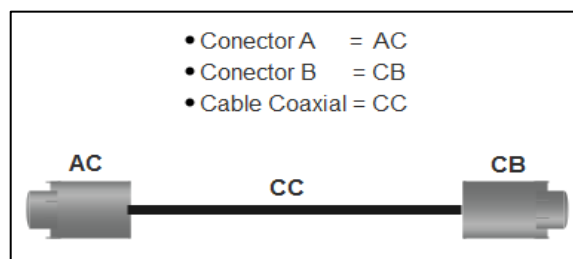 • Conector A = AC
• Conector B = CB
• Cable Coaxial = CC
AC CC CB